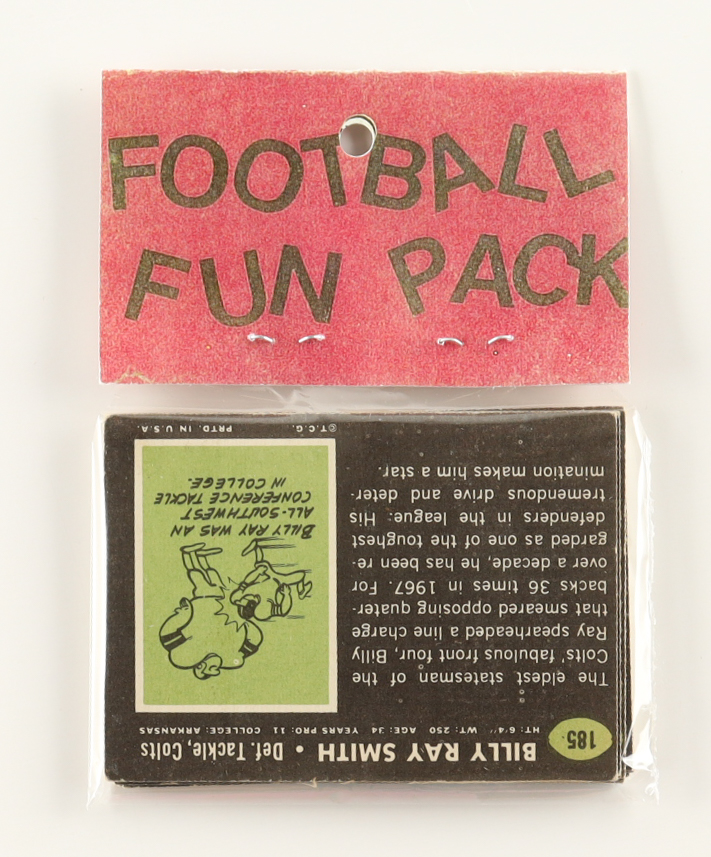 FOOTBALL
FUN PACK
185
BILLY RAY SMITH • Def. Tackle, Colts
HT: 6'4" WT: 250 AGE: 34 YEARS PRO: 11 COLLEGE: ARKANSAS
The eldest statesman of the
Colts' fabulous front four, Billy
Ray spearheaded a line charge
that smeared opposing quater-
backs 36 times in 1967. For
over a decade, he has been re-
garded as one of the toughest
defenders in the league: His
tremendous drive and deter-
mination makes him a star.
BILLY RAY WAS AN
ALL-SOUTHWEST
CONFERENCE TACKLE
IN COLLEGE.
©T.C.G. PRTD. IN U.S.A.